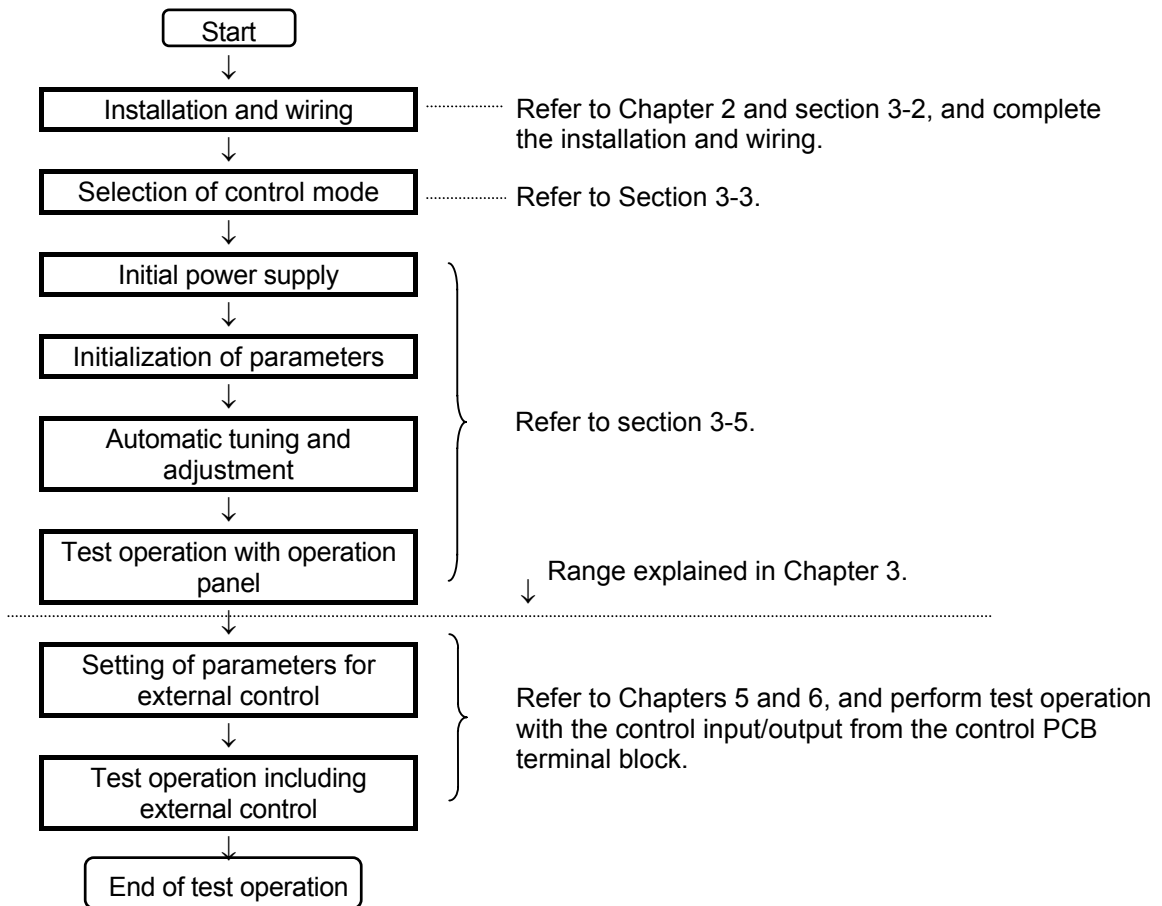 Start
↓
Installation and wiring
Refer to Chapter 2 and section 3-2, and complete
the installation and wiring.
↓
Selection of control mode
Refer to Section 3-3.
↓
Initial power supply
↓
Initialization of parameters
↓
Automatic tuning and
adjustment
Refer to section 3-5.
↓
Test operation with operation
panel
↓ Range explained in Chapter 3.
↓
Setting of parameters for
external control
Refer to Chapters 5 and 6, and perform test operation
with the control input/output from the control PCB
terminal block.
↓
Test operation including
external control
↓
End of test operation